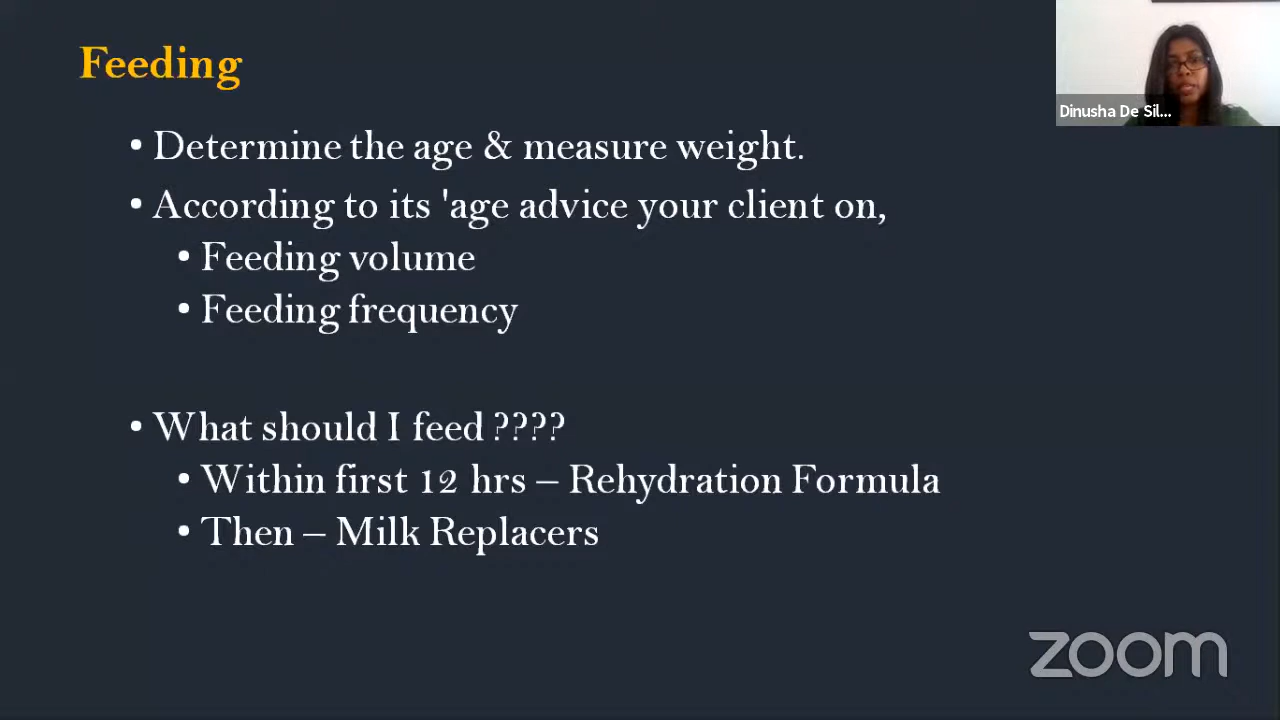 Feeding
• Determine the age & measure weight.
• According to its 'age advice your client on,
• Feeding volume
• Feeding frequency
• What should I feed ????
• Within first 12 hrs – Rehydration Formula
• Then – Milk Replacers
Dinusha De Sil...
zoom